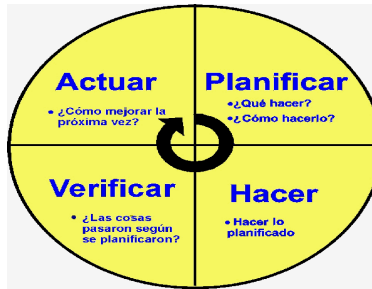 Actuar
• ¿Cómo mejorar la
próxima vez?
Planificar
• ¿Qué hacer?
• ¿Cómo hacerlo?
Verificar
• ¿Las cosas
pasaron según
se planificaron?
Hacer
• Hacer lo
planificado